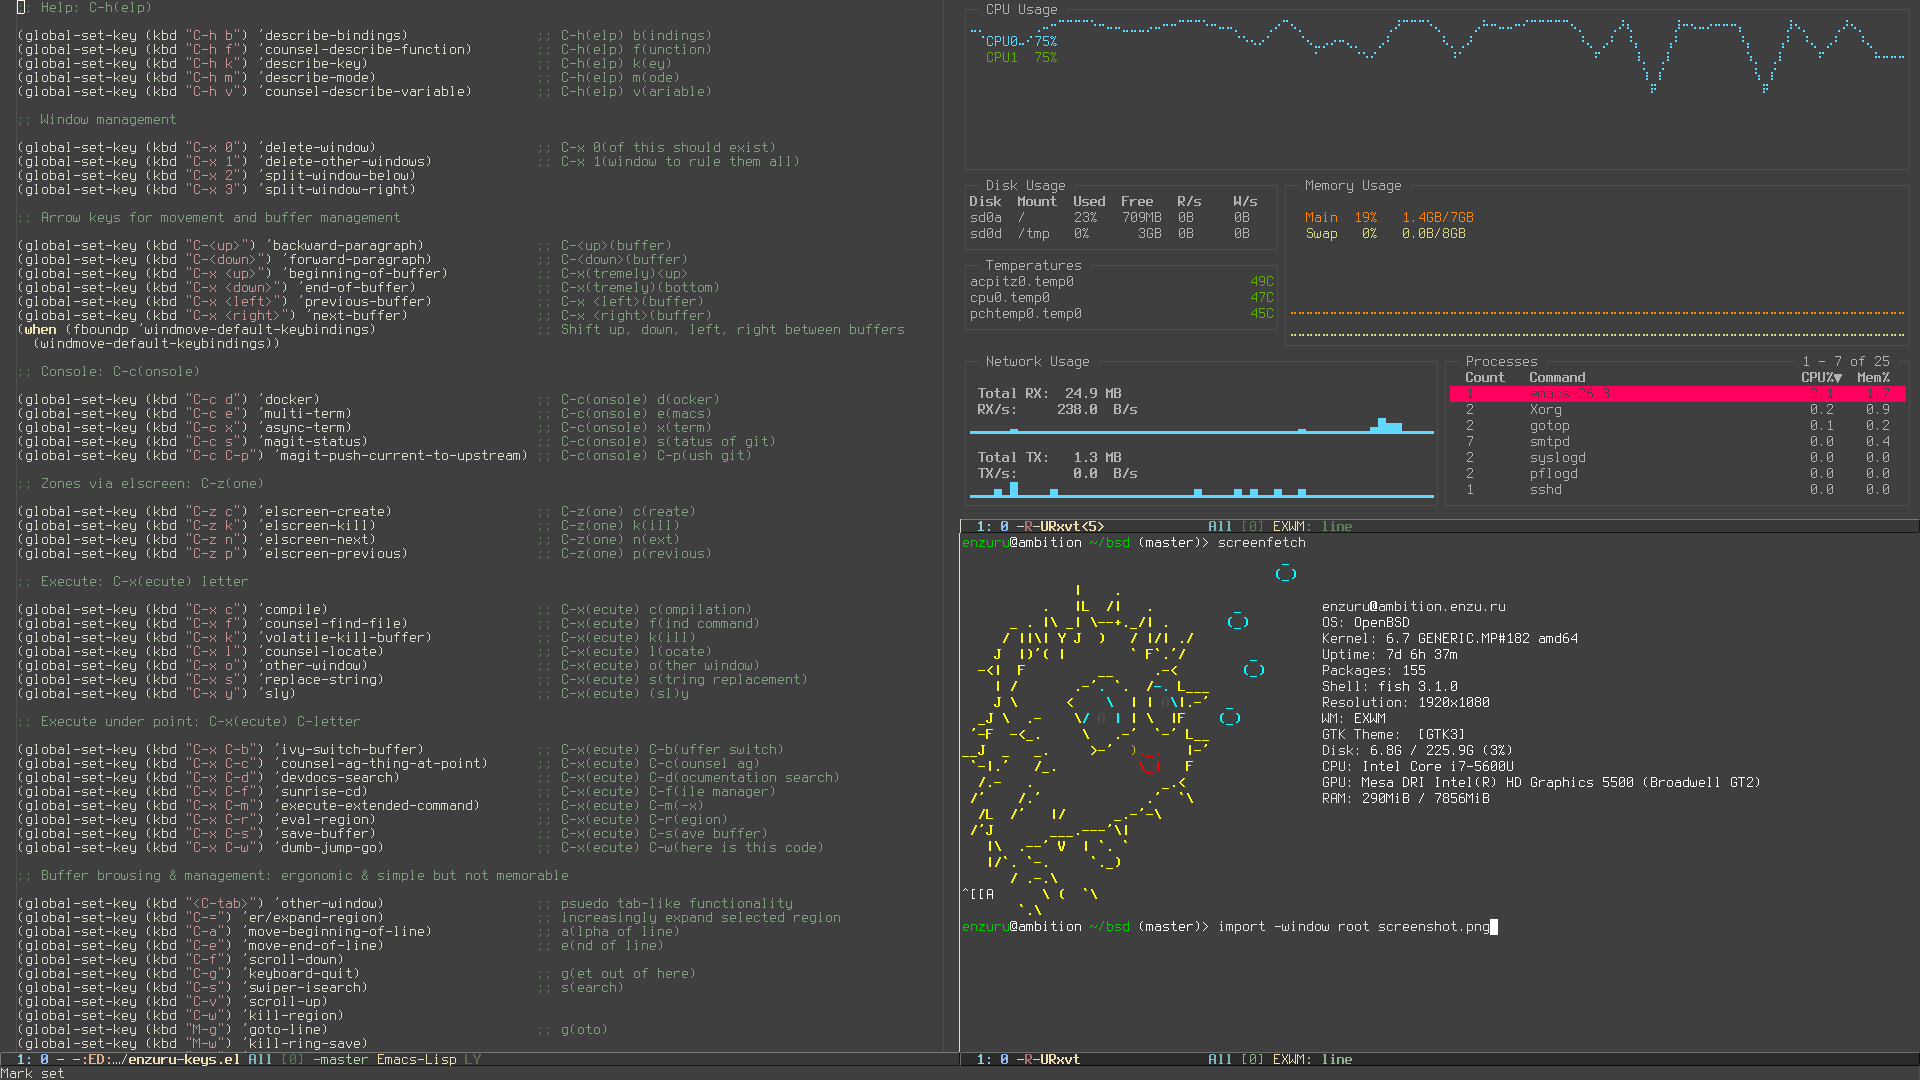 ;; Help: C-h(elp)
(global-set-key (kbd "C-h b") 'describe-bindings) ;; C-h(elp) b(indings)
(global-set-key (kbd "C-h f") 'counsel-describe-function) ;; C-h(elp) f(unction)
(global-set-key (kbd "C-h k") 'describe-key) ;; C-h(elp) k(ey)
(global-set-key (kbd "C-h m") 'describe-mode) ;; C-h(elp) m(ode)
(global-set-key (kbd "C-h v") 'counsel-describe-variable) ;; C-h(elp) v(ariable)
;; Window management
(global-set-key (kbd "C-x 0") 'delete-window) ;; C-x 0(of this should exist)
(global-set-key (kbd "C-x 1") 'delete-other-windows) ;; C-x 1(window to rule them all)
(global-set-key (kbd "C-x 2") 'split-window-below)
(global-set-key (kbd "C-x 3") 'split-window-right)
;; Arrow keys for movement and buffer management
(global-set-key (kbd "C-<up>") 'backward-paragraph) ;; C-<up>(buffer)
(global-set-key (kbd "C-<down>") 'forward-paragraph) ;; C-<down>(buffer)
(global-set-key (kbd "C-x <up>") 'beginning-of-buffer) ;; C-x(tremely)<up>
(global-set-key (kbd "C-x <down>") 'end-of-buffer) ;; C-x(tremely)(bottom)
(global-set-key (kbd "C-x <left>") 'previous-buffer) ;; C-x <left>(buffer)
(global-set-key (kbd "C-x <right>") 'next-buffer) ;; C-x <right>(buffer)
(when (fboundp 'windmove-default-keybindings) ;; Shift up, down, left, right between buffers
(windmove-default-keybindings))
;; Console: C-c(onsole)
(global-set-key (kbd "C-c d") 'docker) ;; C-c(onsole) d(ocker)
(global-set-key (kbd "C-c e") 'multi-term) ;; C-c(onsole) e(macs)
(global-set-key (kbd "C-c x") 'async-term) ;; C-c(onsole) x(term)
(global-set-key (kbd "C-c s") 'magit-status) ;; C-c(onsole) s(tatus of git)
(global-set-key (kbd "C-c C-p") 'magit-push-current-to-upstream) ;; C-c(onsole) C-p(ush git)
;; Zones via elscreen: C-z(one)
(global-set-key (kbd "C-z c") 'elscreen-create) ;; C-z(one) c(reate)
(global-set-key (kbd "C-z k") 'elscreen-kill) ;; C-z(one) k(ill)
(global-set-key (kbd "C-z n") 'elscreen-next) ;; C-z(one) n(ext)
(global-set-key (kbd "C-z p") 'elscreen-previous) ;; C-z(one) p(revious)
;; Execute: C-x(ecute) letter
(global-set-key (kbd "C-x c") 'compile) ;; C-x(ecute) c(ompilation)
(global-set-key (kbd "C-x f") 'counsel-find-file) ;; C-x(ecute) f(ind command)
(global-set-key (kbd "C-x k") 'volatile-kill-buffer) ;; C-x(ecute) k(ill)
(global-set-key (kbd "C-x l") 'counsel-locate) ;; C-x(ecute) l(ocate)
(global-set-key (kbd "C-x o") 'other-window) ;; C-x(ecute) o(ther window)
(global-set-key (kbd "C-x s") 'replace-string) ;; C-x(ecute) s(tring replacement)
(global-set-key (kbd "C-x y") 'sly) ;; C-x(ecute) (sl)y
;; Execute under point: C-x(ecute) C-letter
(global-set-key (kbd "C-x C-b") 'ivy-switch-buffer) ;; C-x(ecute) C-b(uffer switch)
(global-set-key (kbd "C-x C-c") 'counsel-ag-thing-at-point) ;; C-x(ecute) C-c(ounsel ag)
(global-set-key (kbd "C-x C-d") 'devdocs-search) ;; C-x(ecute) C-d(ocumentation search)
(global-set-key (kbd "C-x C-f") 'sunrise-cd) ;; C-x(ecute) C-f(ile manager)
(global-set-key (kbd "C-x C-m") 'execute-extended-command) ;; C-x(ecute) C-m(-x)
(global-set-key (kbd "C-x C-r") 'eval-region) ;; C-x(ecute) C-r(egion)
(global-set-key (kbd "C-x C-s") 'save-buffer) ;; C-x(ecute) C-s(ave buffer)
(global-set-key (kbd "C-x C-w") 'dumb-jump-go) ;; C-x(ecute) C-w(here is this code)
;; Buffer browsing & management: ergonomic & simple but not memorable
(global-set-key (kbd "<C-tab>") 'other-window) ;; psuedo tab-like functionality
(global-set-key (kbd "C-=") 'er/expand-region) ;; increasingly expand selected region
(global-set-key (kbd "C-a") 'move-beginning-of-line) ;; a(lpha of line)
(global-set-key (kbd "C-e") 'move-end-of-line) ;; e(nd of line)
(global-set-key (kbd "C-f") 'scroll-down)
(global-set-key (kbd "C-g") 'keyboard-quit) ;; g(et out of here)
(global-set-key (kbd "C-s") 'swiper-isearch) ;; s(earch)
(global-set-key (kbd "C-v") 'scroll-up)
(global-set-key (kbd "C-w") 'kill-region)
(global-set-key (kbd "M-g") 'goto-line) ;; g(oto)
(global-set-key (kbd "M-w") 'kill-ring-save)
1: 0 - -:ED:…/enzuru-keys.el All [0] -master Emacs-Lisp LY
Mark set
CPU Usage
CPU0. 75%
CPU1 75%
Disk Usage
Disk Mount Used Free R/s W/s
sd0a / 23% 709MB 0B 0B
sd0d /tmp 0% 3GB 0B 0B
Memory Usage
Main 19% 1.4GB/7GB
Swap 0% 0.0B/8GB
Temperatures
acpitz0.temp0 49C
cpu0.temp0 47C
pchtemp0.temp0 45C
Network Usage
Total RX: 24.9 MB
RX/s: 238.0 B/s
Total TX: 1.3 MB
TX/s: 0.0 B/s
Processes 1 - 7 of 25
Count Command CPU%▼ Mem%
1 emacs-26.3 2.1 1.7
2 Xorg 0.2 0.9
2 gotop 0.1 0.2
7 smtpd 0.0 0.4
2 syslogd 0.0 0.0
2 pflogd 0.0 0.0
1 sshd 0.0 0.0
1: 0 -R-URxvt<5> All [0] EXWM: line
enzuru@ambition ~/bsd (master)> screenfetch
enzuru@ambition.enzu.ru
OS: OpenBSD
Kernel: 6.7 GENERIC.MP#182 amd64
Uptime: 7d 6h 37m
Packages: 155
Shell: fish 3.1.0
Resolution: 1920x1080
WM: EXWM
GTK Theme: [GTK3]
Disk: 6.8G / 225.9G (3%)
CPU: Intel Core i7-5600U
GPU: Mesa DRI Intel(R) HD Graphics 5500 (Broadwell GT2)
RAM: 290MiB / 7856MiB
^[[A
enzuru@ambition ~/bsd (master)> import -window root screenshot.png
1: 0 -R-URxvt All [0] EXWM: line